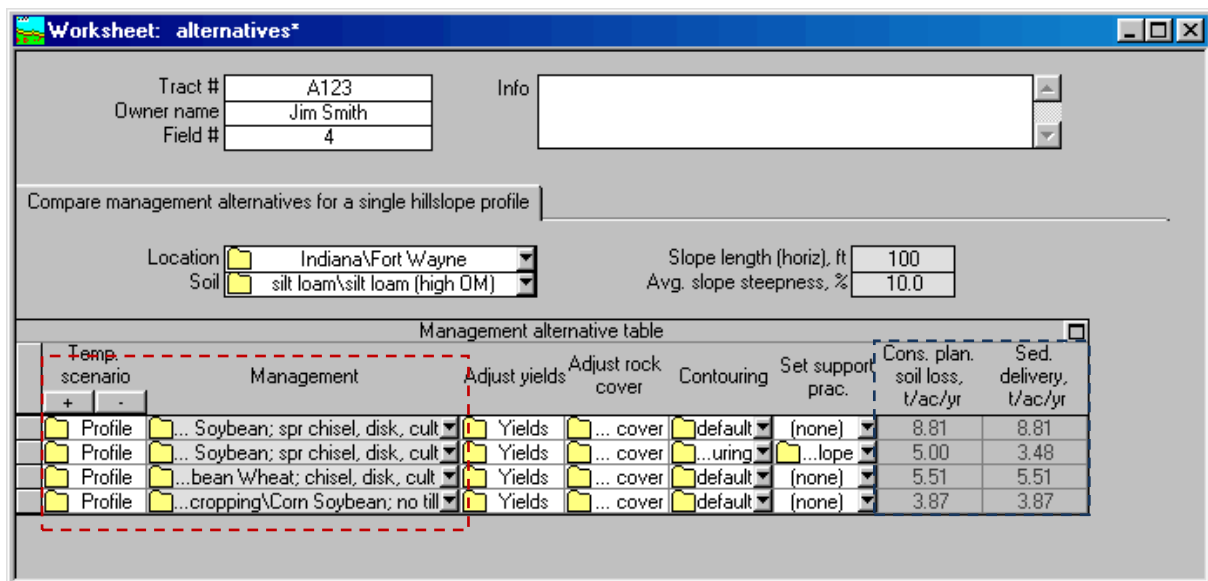 Worksheet: alternatives*
Tract # A123 Info
Owner name Jim Smith
Field # 4
Compare management alternatives for a single hillslope profile
Location Indiana\Fort Wayne Slope length (horiz), ft 100
Soil silt loam\silt loam (high OM) Avg. slope steepness, % 10.0
Management alternative table
Temp. scenario Management Adjust yields Adjust rock cover Contouring Set support prac. Cons. plan. soil loss, t/ac/yr Sed. delivery, t/ac/yr
+ -
Profile ... Soybean; spr chisel, disk, cult Yields ... cover default (none) 8.81 8.81
Profile ... Soybean; spr chisel, disk, cult Yields ... cover ...uring ...lope 5.00 3.48
Profile ...bean Wheat; chisel, disk, cult Yields ... cover default (none) 5.51 5.51
Profile ...cropping\Corn Soybean; no till Yields ... cover default (none) 3.87 3.87